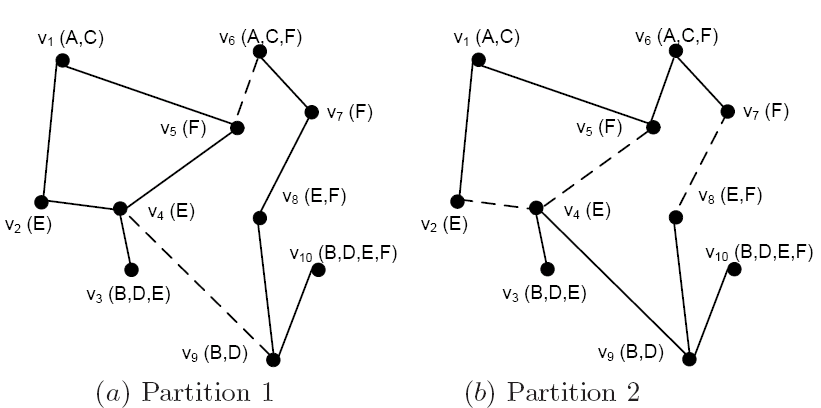 v1 (A,C)
v6 (A,C,F)
v5 (F)
v7 (F)
v2 (E)
v4 (E)
v8 (E,F)
v3 (B,D,E)
v10 (B,D,E,F)
v9 (B,D)
(a) Partition 1
v1 (A,C)
v6 (A,C,F)
v5 (F)
v7 (F)
v2 (E)
v4 (E)
v8 (E,F)
v3 (B,D,E)
v10 (B,D,E,F)
v9 (B,D)
(b) Partition 2